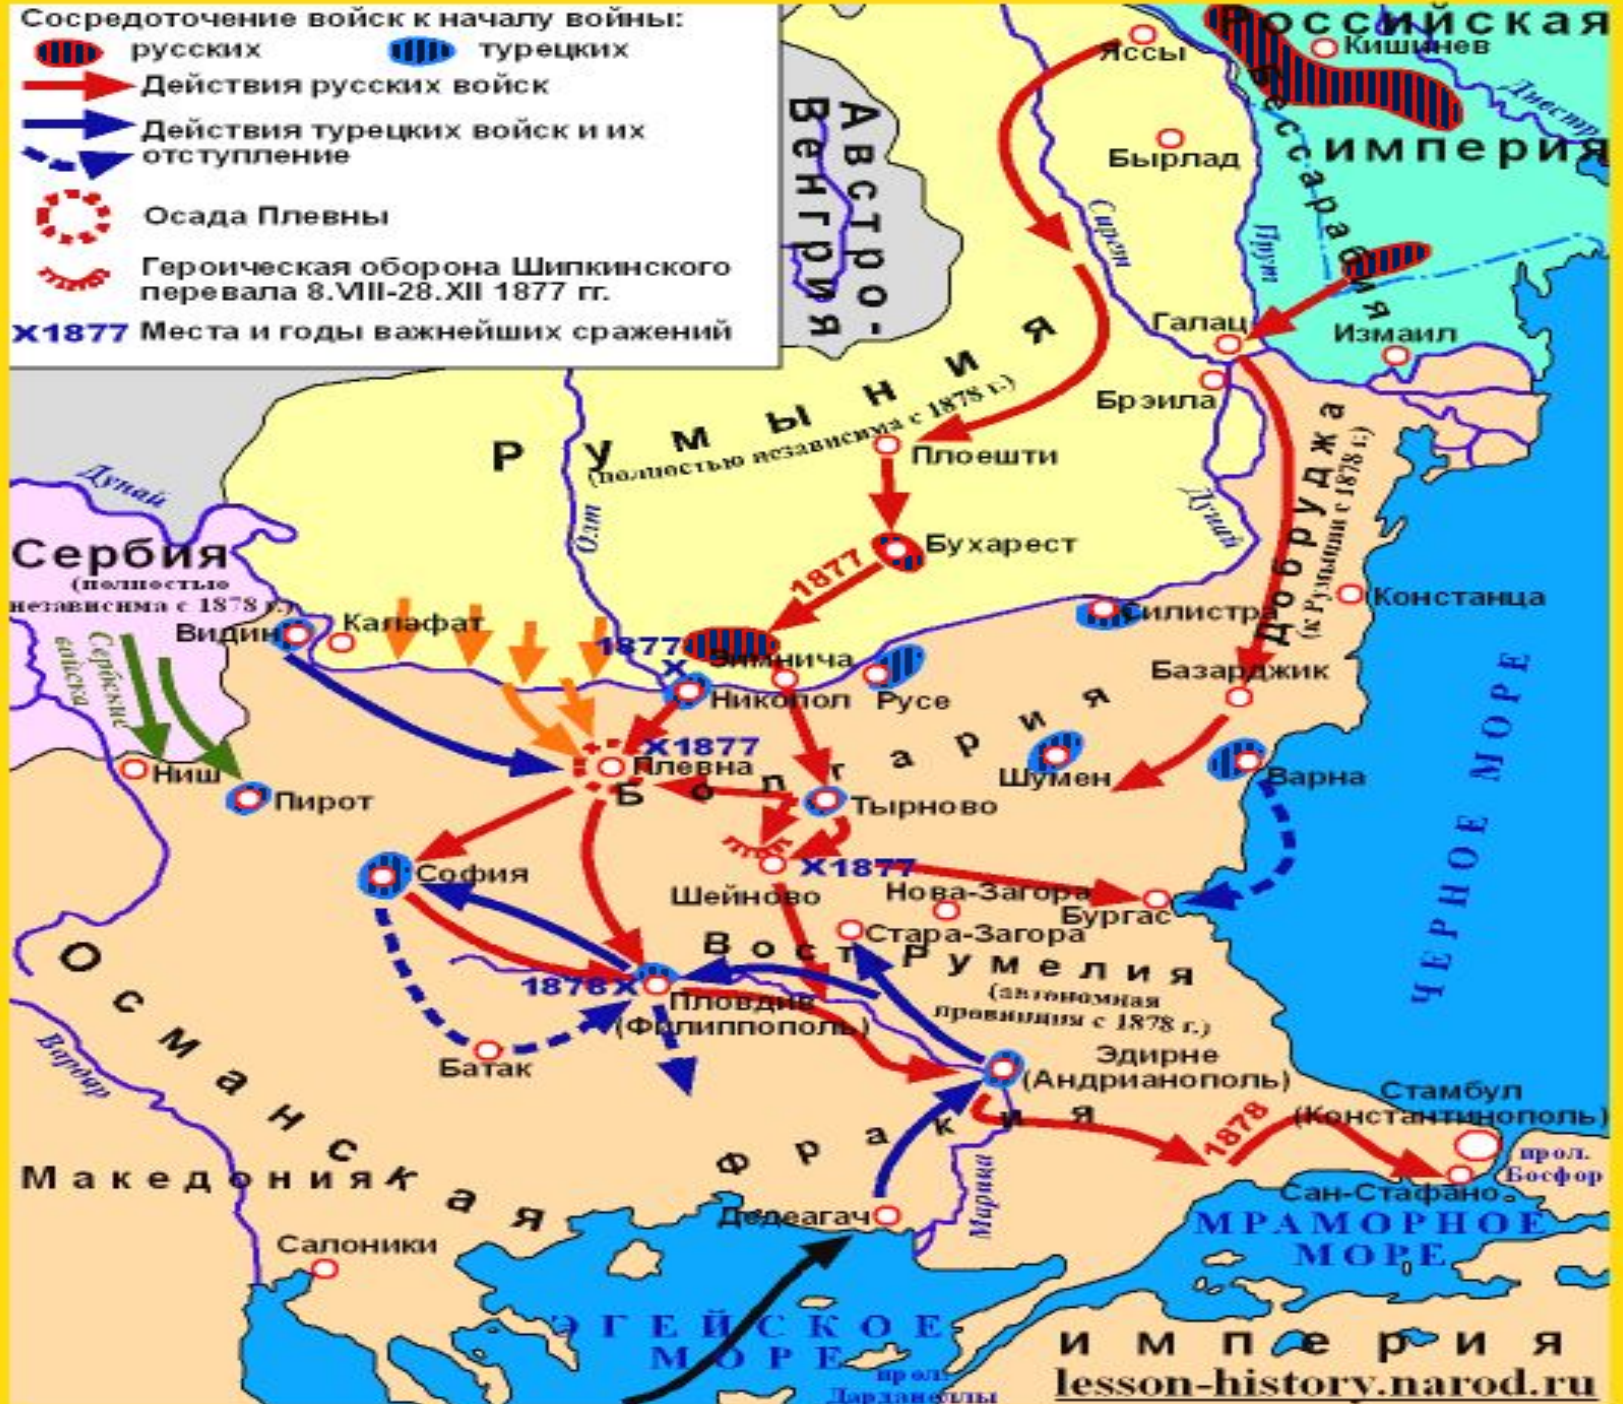 Сосредоточение войск к началу войны:
русских
турецких
Действия русских войск
Действия турецких войск и их
отступление
Осада Плевны
Героическая оборона Шипкинского
перевала 8.VIII-28.XII 1877 гг.
X1877 Места и годы важнейших сражений
Российская
империя
Бессарабия
Австро-
Венгрия
Яссы
Кишинев
Днестр
Бырлад
Сирет
Прут
Галац
Измаил
Брэила
Румыния
(полностью независима с 1878 г.)
Плоешти
Дунай
Олт
Бухарест
1877
Добруджа
(к Румынии с 1878 г.)
Дунай
Сербия
(полностью
независима с 1878 г.)
Сербские
войска
Видин
Калафат
1877
X
Зимнича
Никопол
Русе
Силистра
Констанца
Базарджик
X1877
Плевна
Болгария
Шумен
Варна
Ниш
Пирот
Тырново
София
X1877
Шейново
Нова-Загора
Бургас
Стара-Загора
ЧЕРНОЕ МОРЕ
Вост Румелия
(автономная
провинция с 1878 г.)
1878 X
Пловдив
(Филиппополь)
Батак
Эдирне
(Андрианополь)
Стамбул
(Константинополь)
1878
прол.
Босфор
Сан-Стафано
МРАМОРНОЕ
МОРЕ
Османская
Вардар
Македония
Фракия
Марица
Дедеагач
Салоники
ЭГЕЙСКОЕ
МОРЕ
прол.
Дарданеллы
империя
lesson-history.narod.ru